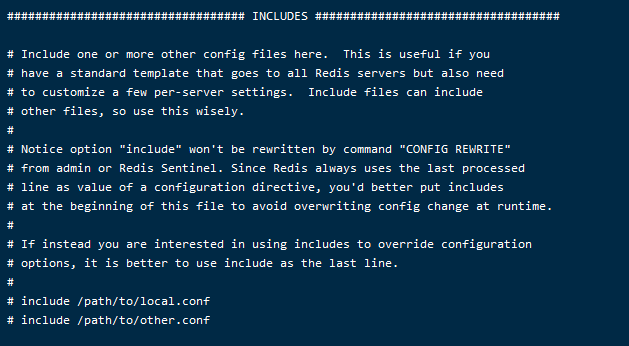 ################################## INCLUDES ###################################
# Include one or more other config files here.  This is useful if you
# have a standard template that goes to all Redis servers but also need
# to customize a few per-server settings.  Include files can include
# other files, so use this wisely.
#
# Notice option "include" won't be rewritten by command "CONFIG REWRITE"
# from admin or Redis Sentinel. Since Redis always uses the last processed
# line as value of a configuration directive, you'd better put includes
# at the beginning of this file to avoid overwriting config change at runtime.
#
# If instead you are interested in using includes to override configuration
# options, it is better to use include as the last line.
#
# include /path/to/local.conf
# include /path/to/other.conf